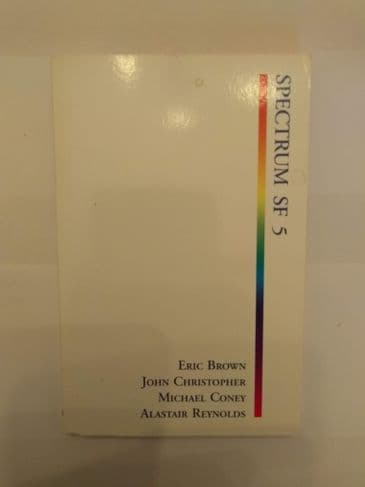 SPECTRUM SF 5
ERIC BROWN
JOHN CHRISTOPHER
MICHAEL CONEY
ALASTAIR REYNOLDS